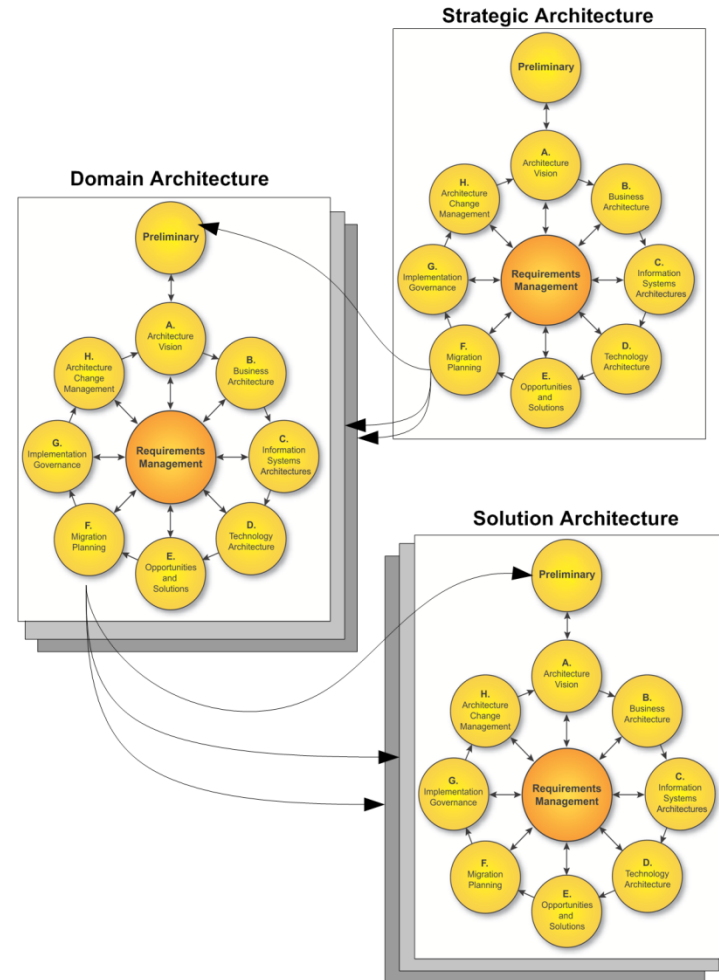 Strategic Architecture
Preliminary
A.
Architecture
Vision
B.
Business
Architecture
C.
Information
Systems
Architectures
D.
Technology
Architecture
E.
Opportunities
and
Solutions
F.
Migration
Planning
G.
Implementation
Governance
H.
Architecture
Change
Management
Requirements
Management
Domain Architecture
Preliminary
A.
Architecture
Vision
B.
Business
Architecture
C.
Information
Systems
Architectures
D.
Technology
Architecture
E.
Opportunities
and
Solutions
F.
Migration
Planning
G.
Implementation
Governance
H.
Architecture
Change
Management
Requirements
Management
Solution Architecture
Preliminary
A.
Architecture
Vision
B.
Business
Architecture
C.
Information
Systems
Architectures
D.
Technology
Architecture
E.
Opportunities
and
Solutions
F.
Migration
Planning
G.
Implementation
Governance
H.
Architecture
Change
Management
Requirements
Management